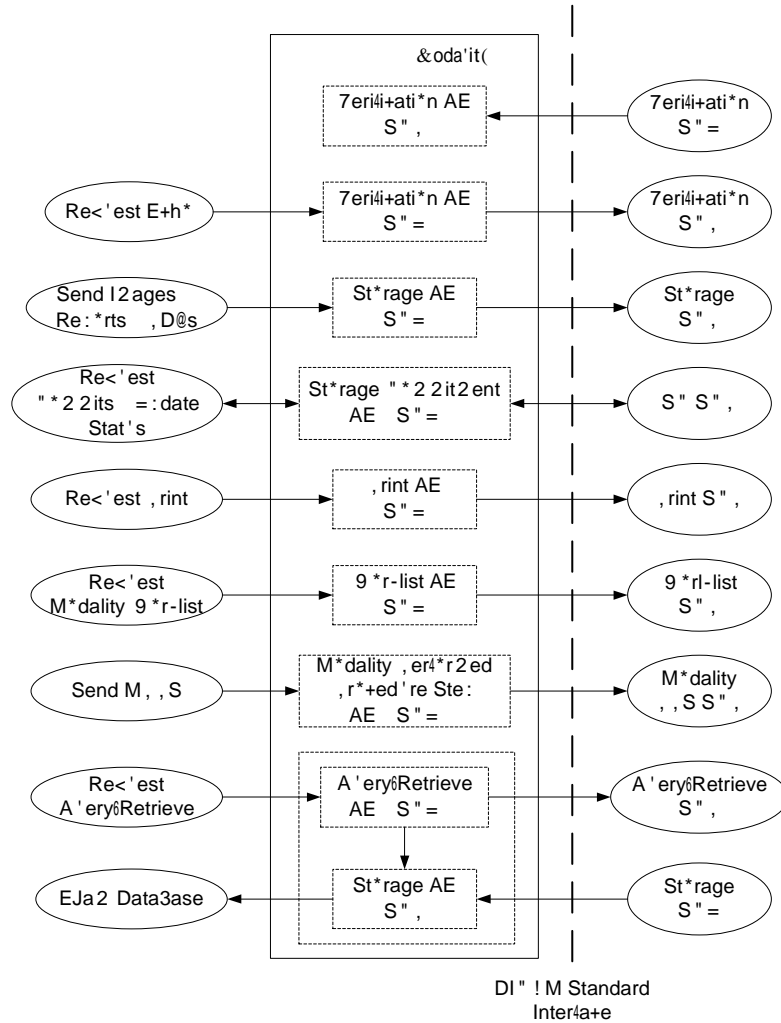 &oda'it(
7eri4i+ati*n AE
S" ,
7eri4i+ati*n
S" =
Re<'est E+h*
7eri4i+ati*n AE
S" =
7eri4i+ati*n
S" ,
Send I2ages
Re: *rts , D@s
St*rage AE
S" =
St*rage
S" ,
Re<'est
"*2 2its =:date
Stat's
St*rage "*2 2it2ent
AE S" =
S" S" ,
Re<'est , rint
, rint AE
S" =
, rint S" ,
Re<'est
M*dality 9 *r-list
9 *r-list AE
S" =
9 *rl-list
S" ,
Send M, , S
M*dality , er4*r2ed
, r*+ed're Ste:
AE S" =
M*dality
, , S S" ,
Re<'est
A'ery6Retrieve
A'ery6Retrieve
AE S" =
A'ery6Retrieve
S" ,
EJa2 Data3ase
St*rage AE
S" ,
St*rage
S" =
DI" ! M Standard
Inter4a+e